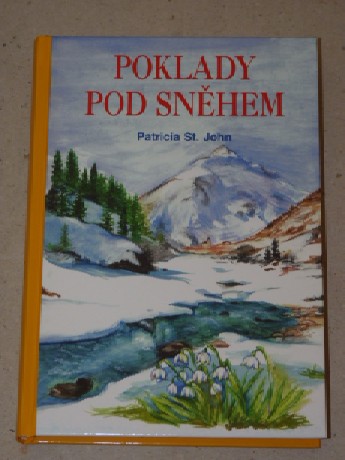 POKLADY
POD SNĚHEM
Patricia St. John